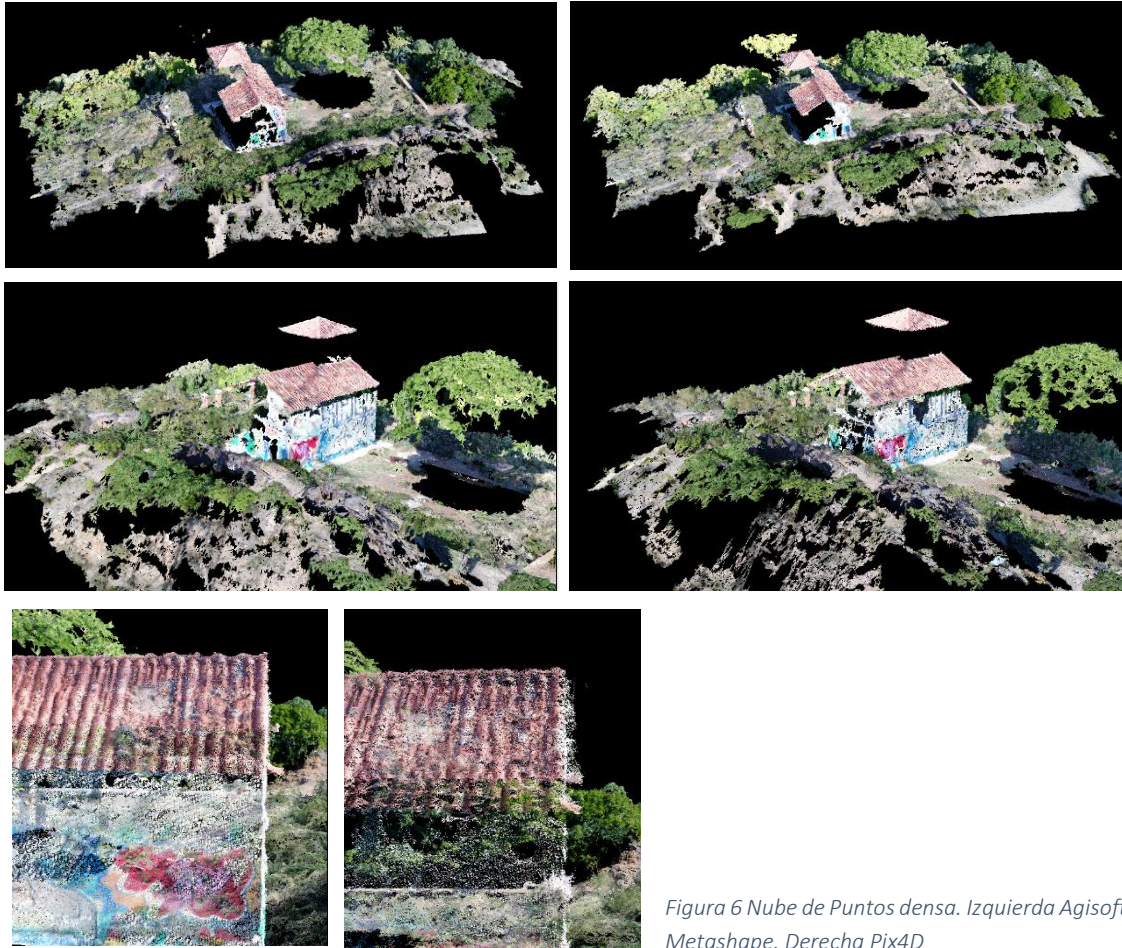 Figura 6 Nube de Puntos densa. Izquierda Agisoft
Metashape. Derecha Pix4D